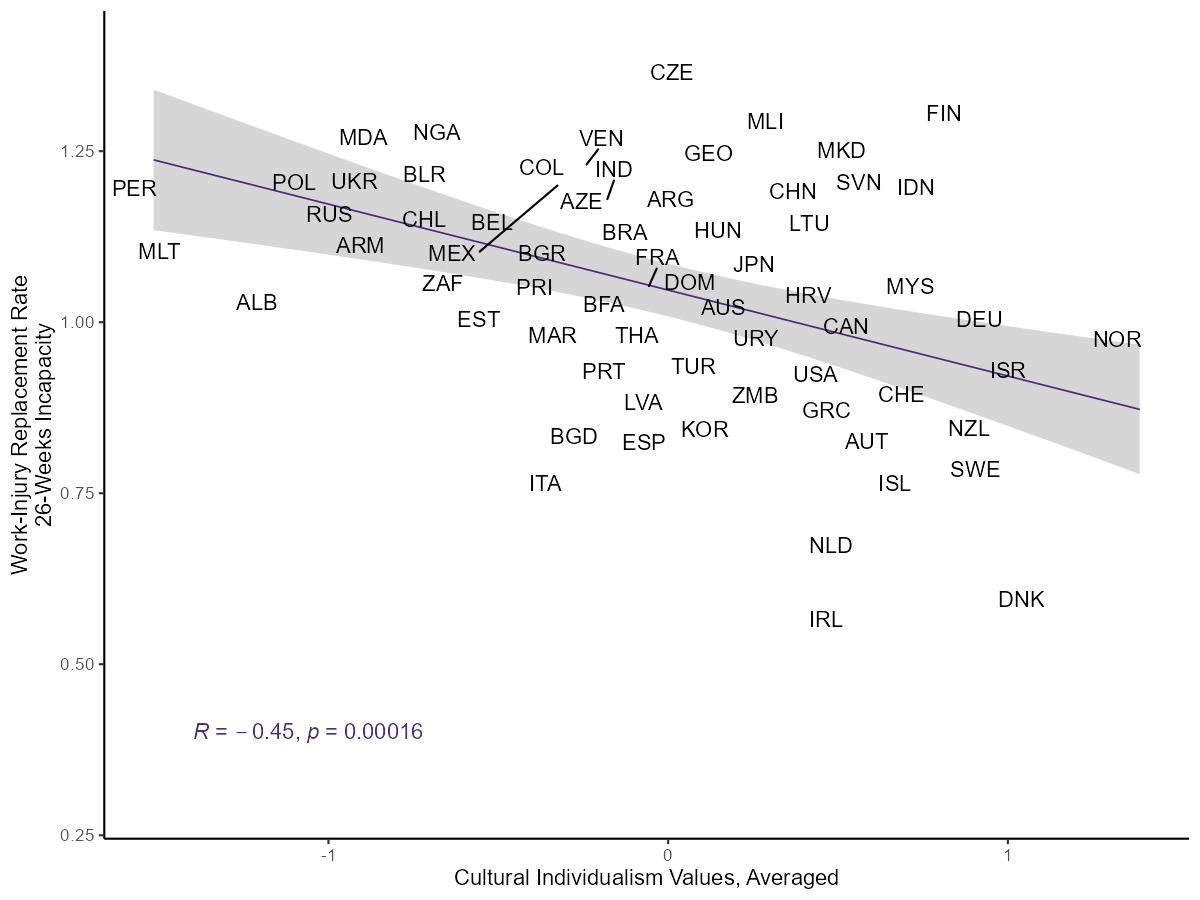 CZE
FIN
MLI
NGA
MDA
VEN
MKD
GEO
COL
IND
BLR
POL
UKR
SVN
PER
CHN
IDN
AZE
ARG
RUS
CHL
BEL
LTU
BRA
HUN
ARM
MLT
MEX
BGR
FRA
JPN
ZAF
PRI
DOM
MYS
HRV
ALB
BFA
AUS
EST
CAN
DEU
MAR
THA
URY
NOR
PRT
TUR
USA
ISR
LVA
ZMB
CHE
GRC
BGD
ESP
KOR
AUT
NZL
SWE
ITA
ISL
NLD
DNK
IRL
R = − 0.45, p = 0.00016
1.25
1.00
0.75
0.50
0.25
-1
0
1
Work-Injury Replacement Rate
26-Weeks Incapacity
Cultural Individualism Values, Averaged